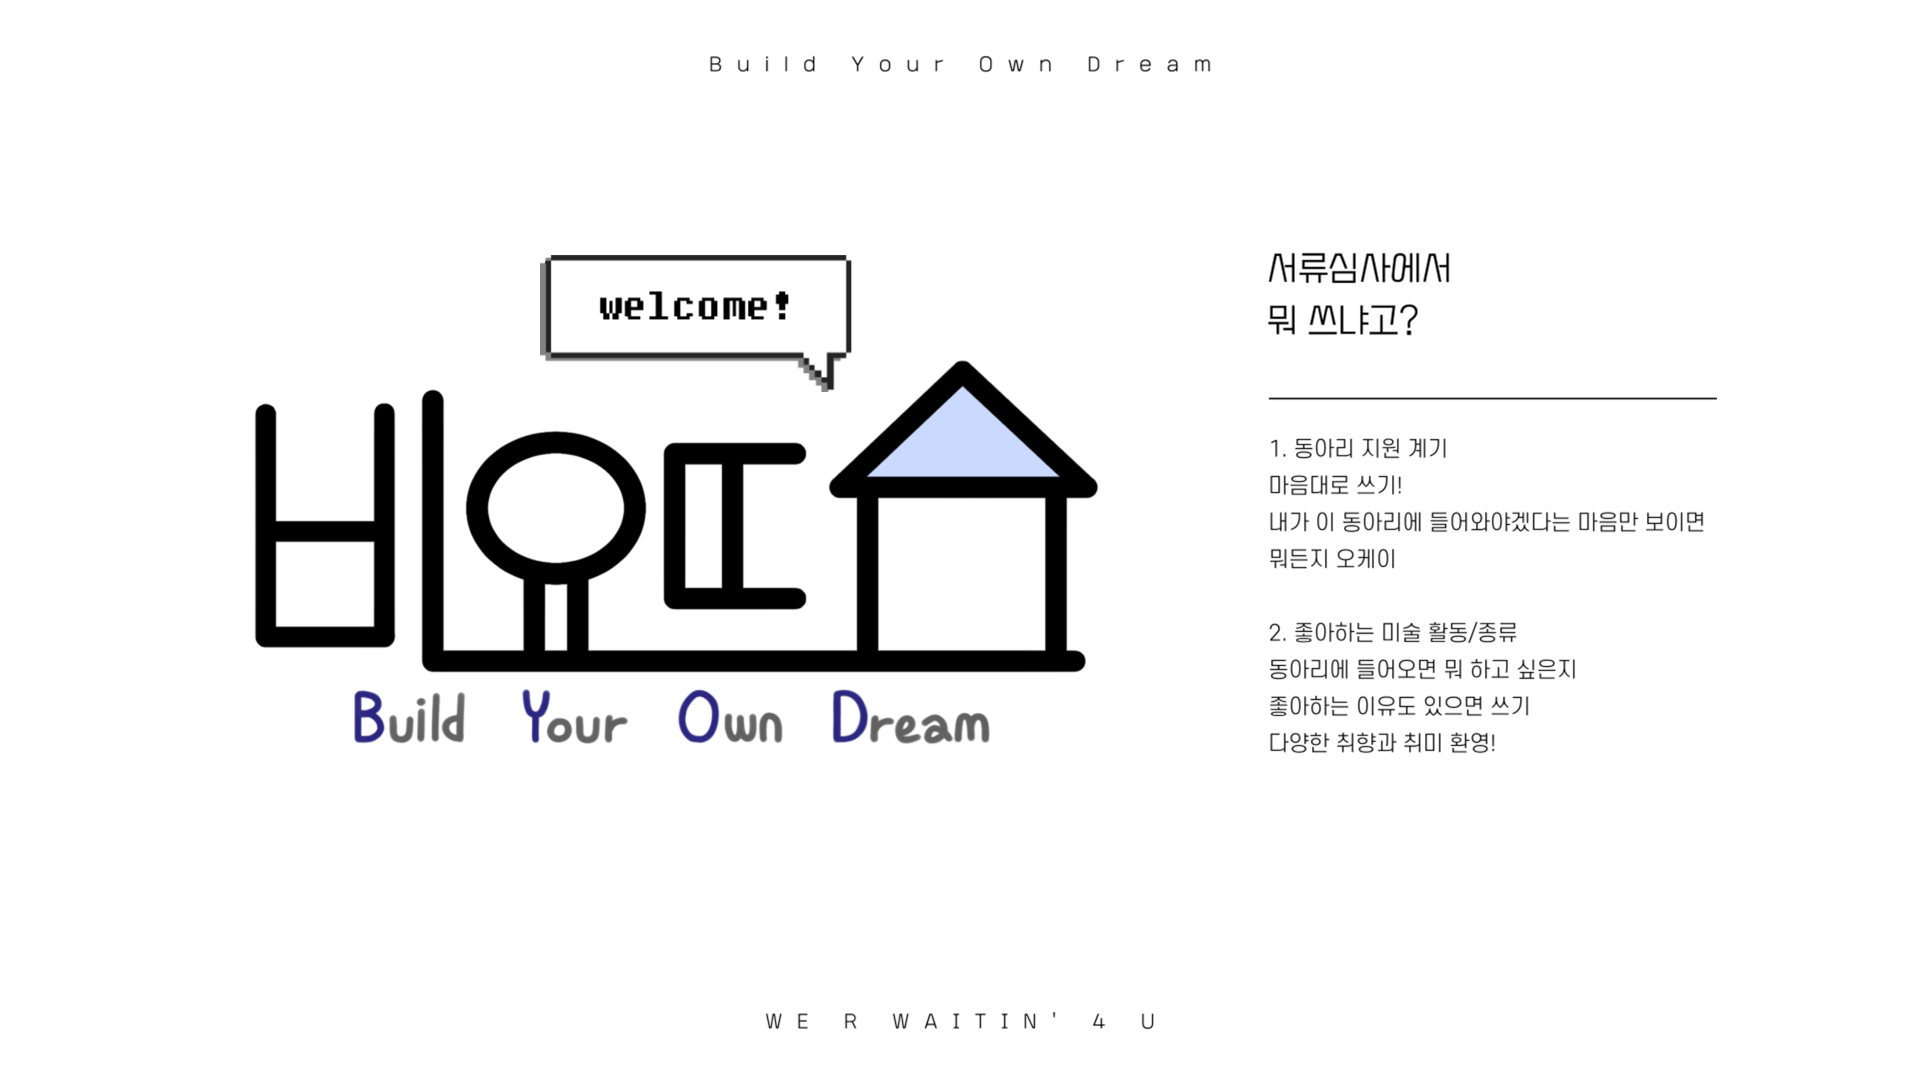 Build Your Own Dream
welcome!
비오또
Build Your Own Dream
서류심사에서
뭐 쓰냐고?
1. 동아리 지원 계기
마음대로 쓰기!
내가 이 동아리에 들어와야겠다는 마음만 보이면
뭐든지 오케이
2. 좋아하는 미술 활동/종류
동아리에 들어오면 뭐 하고 싶은지
좋아하는 이유도 있으면 쓰기
다양한 취향과 취미 환영!
WE R WAITIN' 4 U